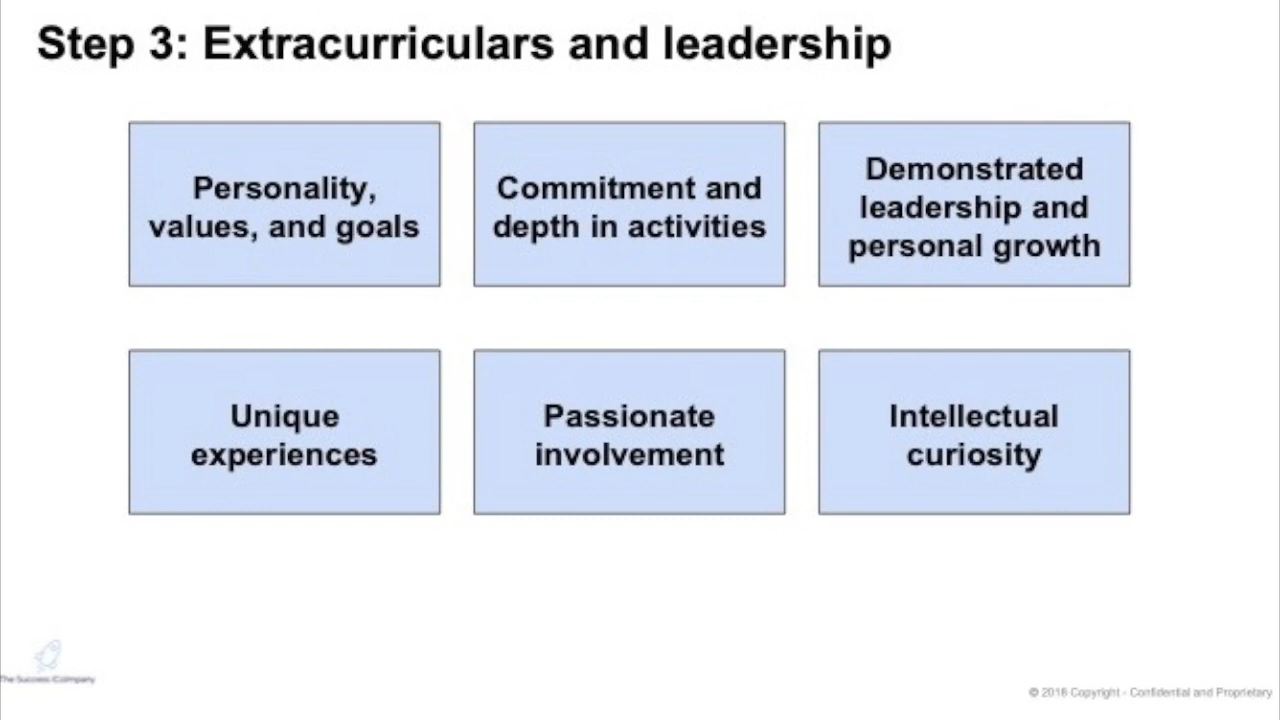 Step 3: Extracurriculars and leadership
Personality,
values, and goals
Commitment and
depth in activities
Demonstrated
leadership and
personal growth
Unique
experiences
Passionate
involvement
Intellectual
curiosity
The Success Company
© 2018 Copyright - Confidential and Proprietary